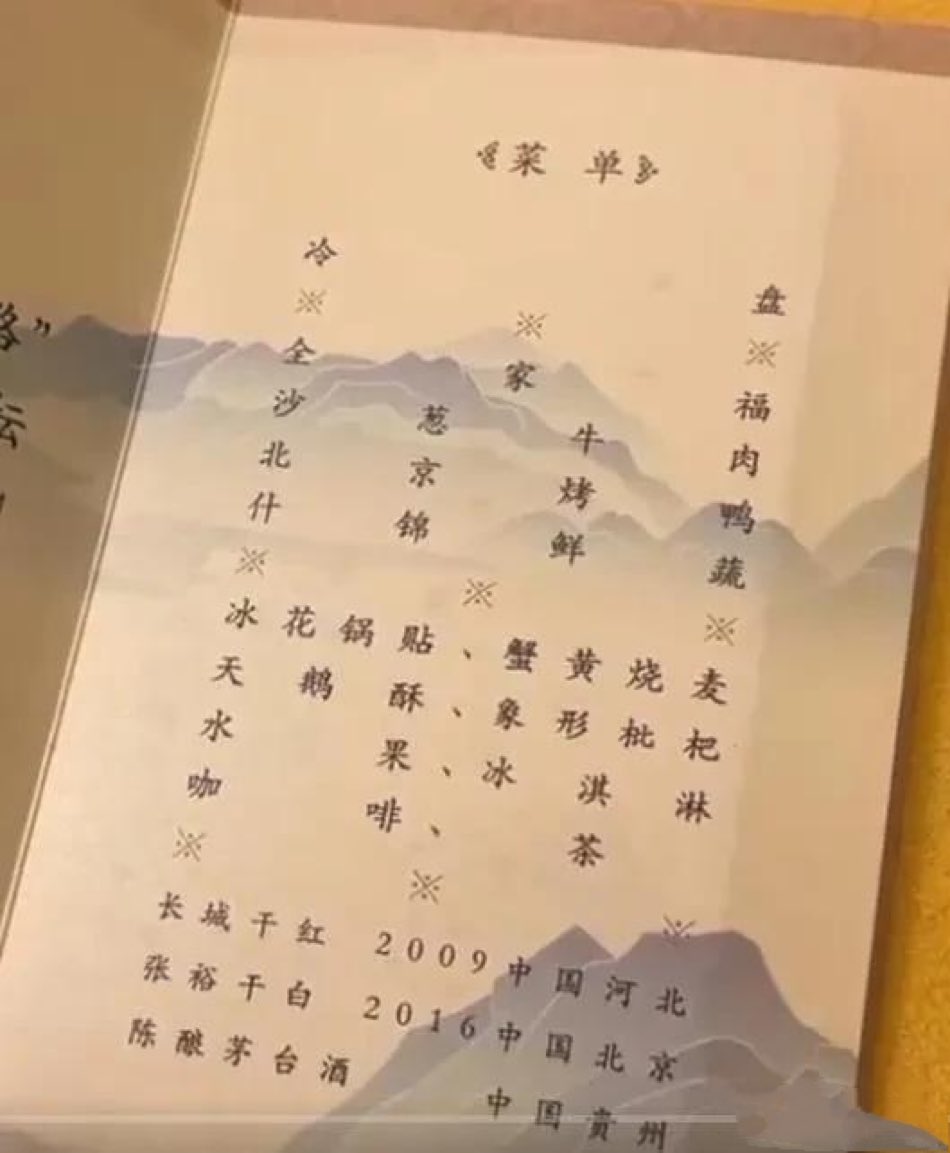 《菜 单》
冷 盘
※ ※ ※
全 家 福
沙 葱 牛 肉
北 京 烤 鸭
什 锦 鲜 蔬
※ ※ ※
冰花锅贴、蟹黄烧麦
天鹅酥、象形枇杷
水果、冰淇淋
咖啡、茶
※ ※ ※
长城干红 2009 中国河北
张裕干白 2016 中国北京
陈酿茅台酒 中国贵州